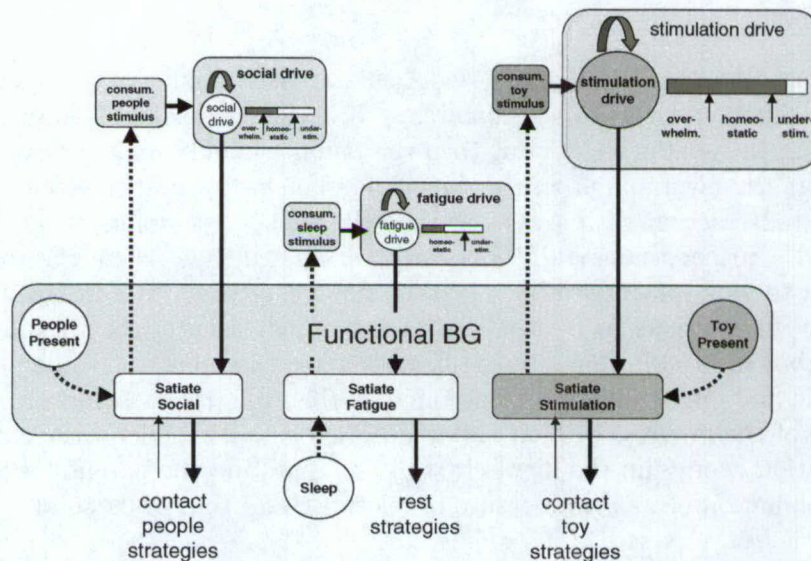 social drive
consum.
people
stimulus
social
drive
over-
whelm.
homeo-
static
under-
stim.
stimulation drive
consum.
toy
stimulus
stimulation
drive
over-
whelm.
homeo-
static
under-
stim.
fatigue drive
consum.
sleep
stimulus
fatigue
drive
homeo-
static
under-
stim
People
Present
Functional BG
Toy
Present
Satiate
Social
Satiate
Fatigue
Satiate
Stimulation
Sleep
contact
people
strategies
rest
strategies
contact
toy
strategies